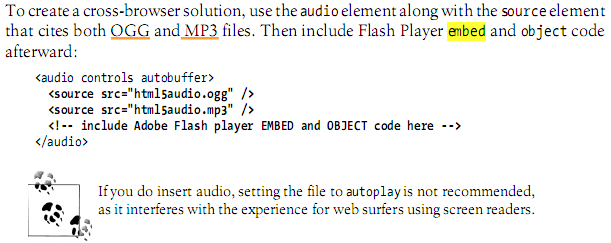 To create a cross-browser solution, use the audio element along with the source element
that cites both OGG and MP3 files. Then include Flash Player embed and object code
afterward:
<audio controls autobuffer>
<source src="html5audio.ogg" />
<source src="html5audio.mp3" />
<!-- include Adobe Flash player EMBED and OBJECT code here -->
</audio>
If you do insert audio, setting the file to autoplay is not recommended,
as it interferes with the experience for web surfers using screen readers.